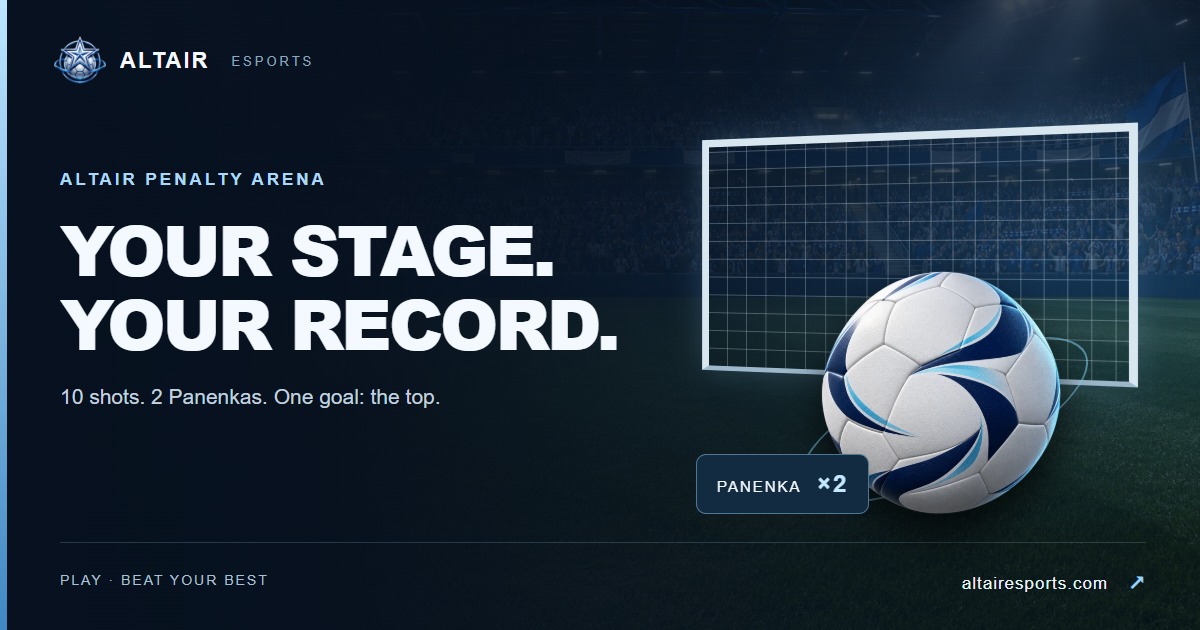 ALTAIR ESPORTS
ALTAIR PENALTY ARENA
YOUR STAGE.
YOUR RECORD.
10 shots. 2 Panenkas. One goal: the top.
PANENKA ×2
PLAY · BEAT YOUR BEST
altairesports.com ↗